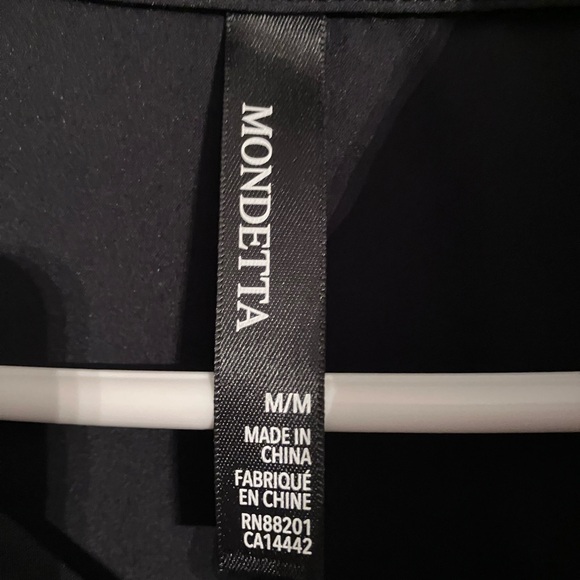 MONDETTA
M/M
MADE IN
CHINA
FABRIQUÉ
EN CHINE
RN88201
CA14442